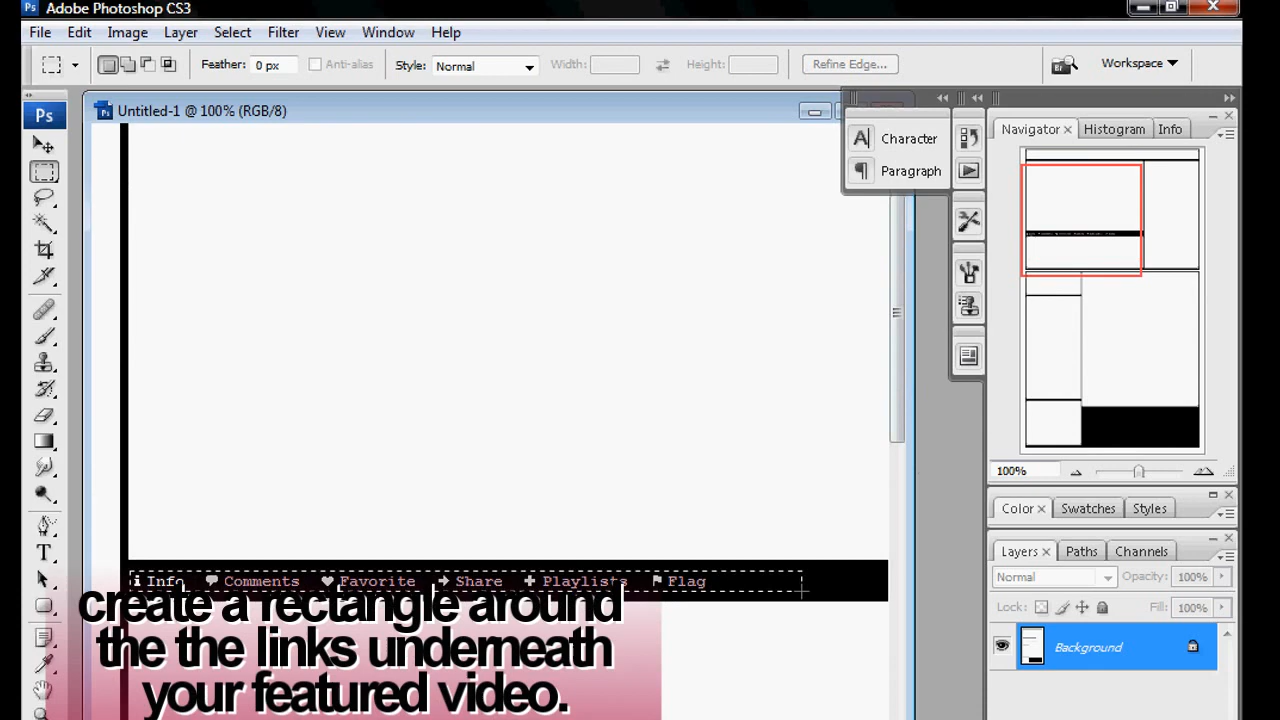 Ps Adobe Photoshop CS3
File Edit Image Layer Select Filter View Window Help
Feather: 0 px Anti-alias Style: Normal Width: Height: Refine Edge... Br Workspace
Ps
Untitled-1 @ 100% (RGB/8)
A Character
Paragraph
Navigator × Histogram Info
100%
Color × Swatches Styles
Layers × Paths Channels
Normal Opacity: 100%
Lock: Fill: 100%
Background
T
Info Comments Favorite Share Playlists Flag
create a rectangle around
the the links underneath
your featured video.